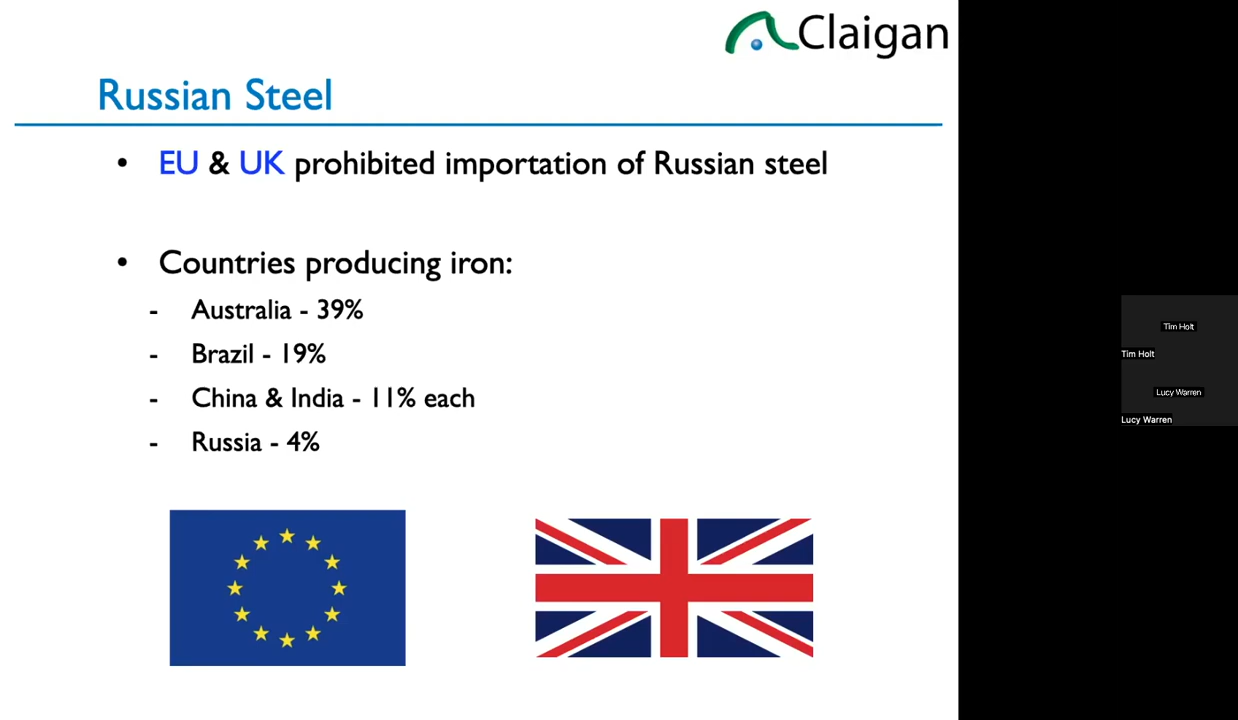 Claigan
Russian Steel
• EU & UK prohibited importation of Russian steel
• Countries producing iron:
- Australia - 39%
- Brazil - 19%
- China & India - 11% each
- Russia - 4%
Tim Holt
Tim Holt
Lucy Warren
Lucy Warren